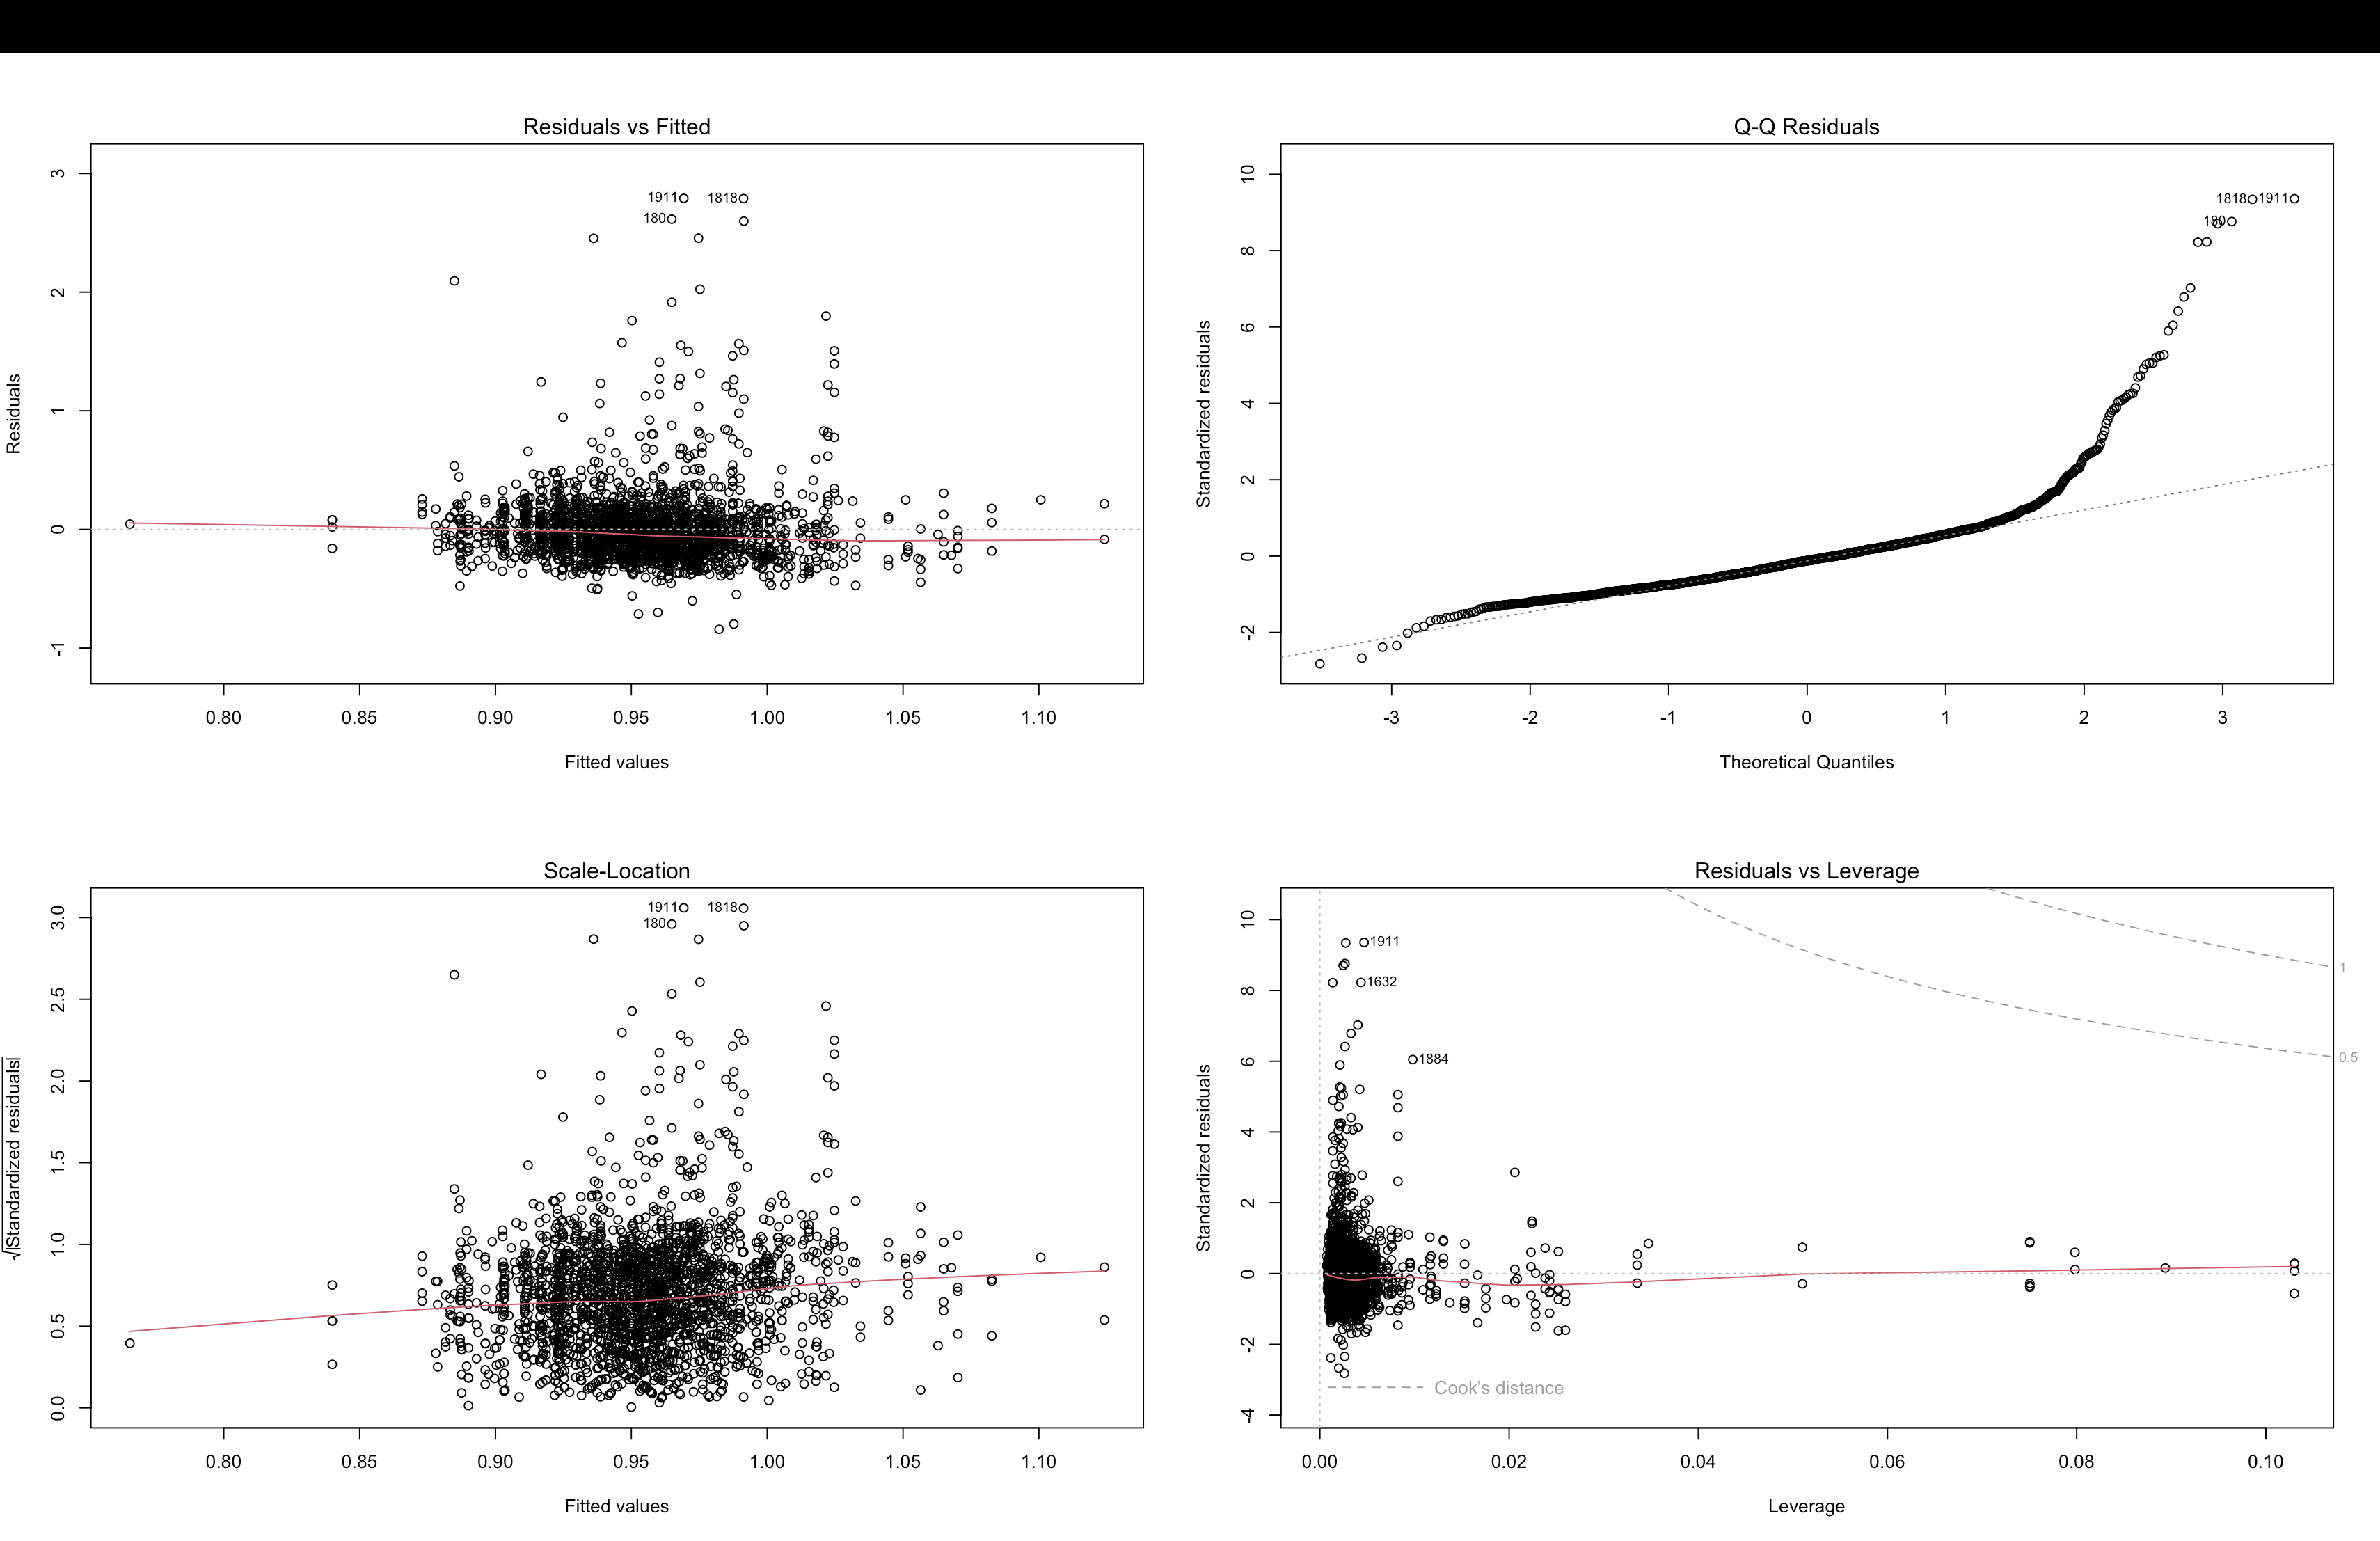 Residuals vs Fitted
3
2
1
0
-1
Residuals
1911
1818
180
0.80 0.85 0.90 0.95 1.00 1.05 1.10
Fitted values
Q-Q Residuals
10
8
6
4
2
0
-2
Standardized residuals
1818 1911
180
-3 -2 -1 0 1 2 3
Theoretical Quantiles
Scale-Location
3.0
2.5
2.0
1.5
1.0
0.5
0.0
√|Standardized residuals|
1911
1818
180
0.80 0.85 0.90 0.95 1.00 1.05 1.10
Fitted values
Residuals vs Leverage
10
8
6
4
2
0
-2
-4
Standardized residuals
1911
1632
1884
1
0.5
Cook's distance
0.00 0.02 0.04 0.06 0.08 0.10
Leverage